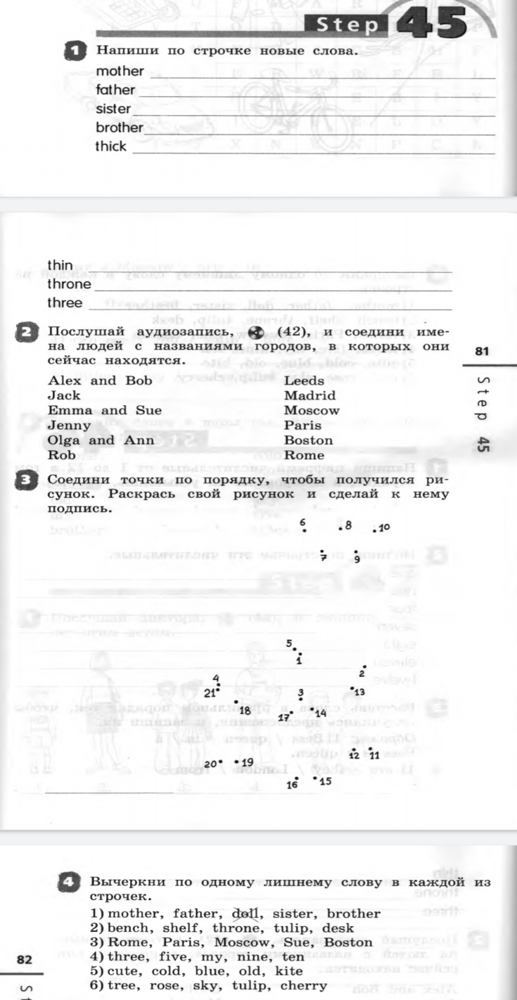 Step 45
1 Напиши по строчке новые слова.
mother
father
sister
brother
thick
thin
throne
three
2 Послушай аудиозапись, (42), и соедини име-
на людей с названиями городов, в которых они
сейчас находятся.
Alex and Bob Leeds
Jack Madrid
Emma and Sue Moscow
Jenny Paris
Olga and Ann Boston
Rob Rome
81
Step 45
3 Соедини точки по порядку, чтобы получился ри-
сунок. Раскрась свой рисунок и сделай к нему
подпись.
6 8 10
7 9
5
1
2
4
21 3 13
18 17 14
12 11
20 19
16 15
4 Вычеркни по одному лишнему слову в каждой из
строчек.
1) mother, father, doll, sister, brother
2) bench, shelf, throne, tulip, desk
3) Rome, Paris, Moscow, Sue, Boston
4) three, five, my, nine, ten
5) cute, cold, blue, old, kite
6) tree, rose, sky, tulip, cherry
82